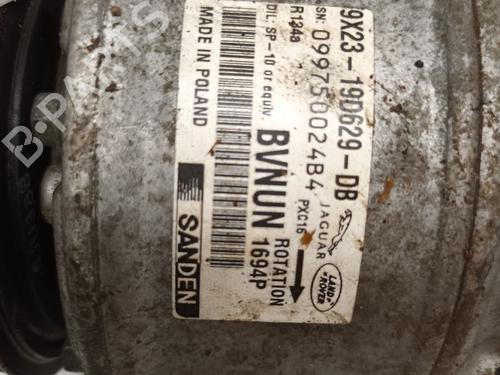 9X23-19D629-DB
SN: 099750024B4
R134a
OIL: SP-10 or equiv.
MADE IN POLAND
JAGUAR
LAND ROVER
PXC16
BVNUN
ROTATION
1694P
SANDEN
B-PARTS